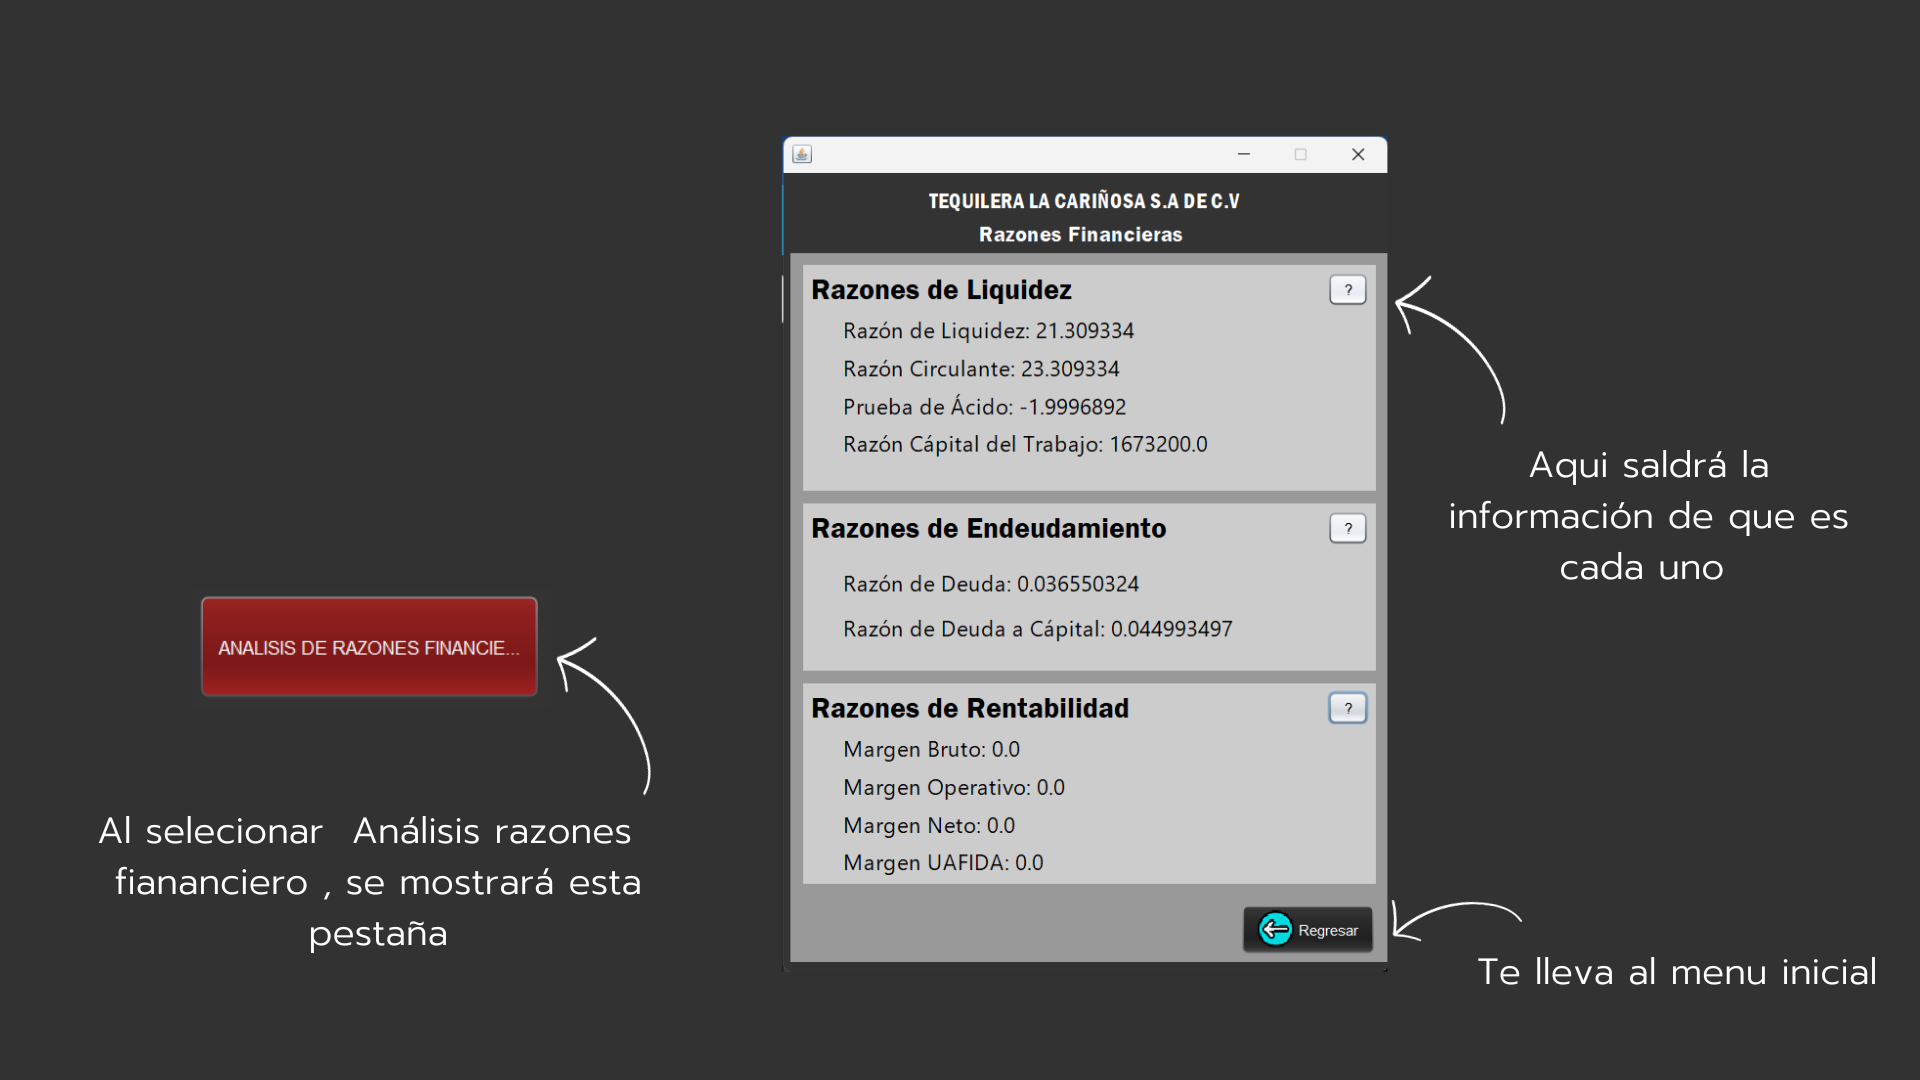 TEQUILERA LA CARIÑOSA S.A DE C.V
Razones Financieras
Razones de Liquidez
?
Razón de Liquidez: 21.309334
Razón Circulante: 23.309334
Prueba de Ácido: -1.9996892
Razón Cápital del Trabajo: 1673200.0
Razones de Endeudamiento
?
Razón de Deuda: 0.036550324
Razón de Deuda a Cápital: 0.044993497
Razones de Rentabilidad
?
Margen Bruto: 0.0
Margen Operativo: 0.0
Margen Neto: 0.0
Margen UAFIDA: 0.0
Regresar
Aqui saldrá la
información de que es
cada uno
ANALISIS DE RAZONES FINANCIE...
Al selecionar Análisis razones
fiananciero , se mostrará esta
pestaña
Te lleva al menu inicial